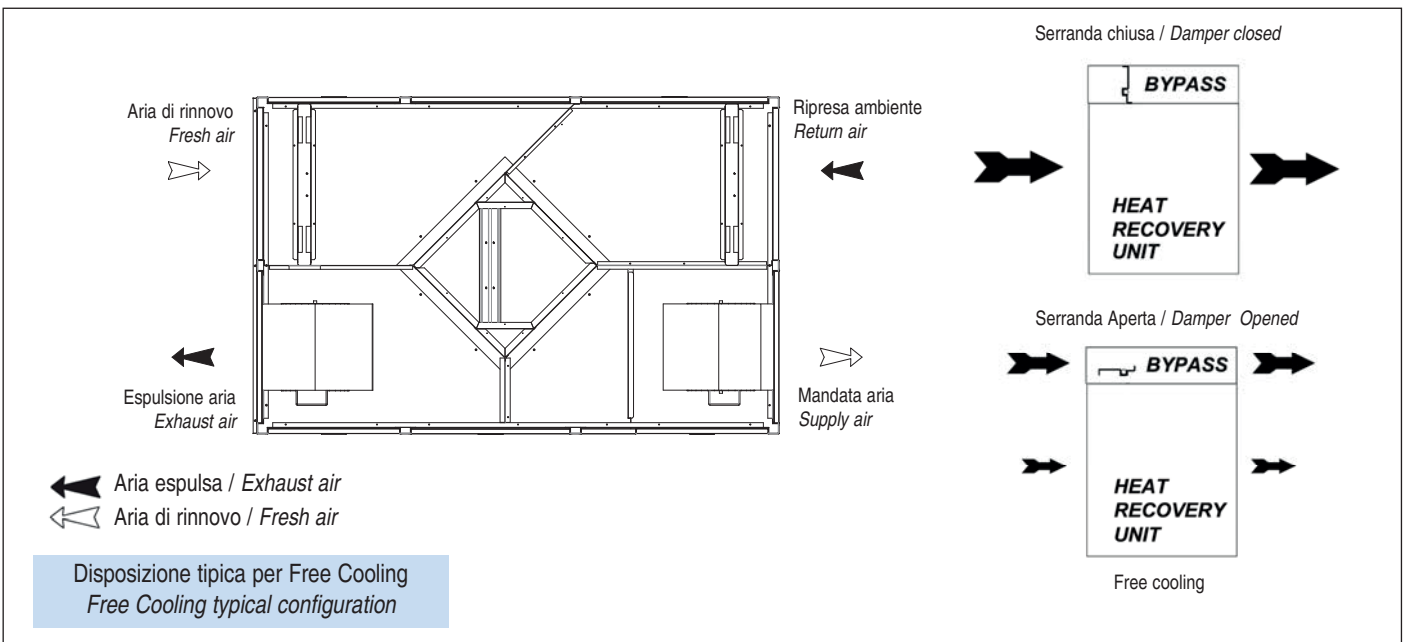 Aria di rinnovo
Fresh air
Ripresa ambiente
Return air
Espulsione aria
Exhaust air
Mandata aria
Supply air
Aria espulsa / Exhaust air
Aria di rinnovo / Fresh air
Disposizione tipica per Free Cooling
Free Cooling typical configuration
Serranda chiusa / Damper closed
BYPASS
HEAT
RECOVERY
UNIT
Serranda Aperta / Damper Opened
BYPASS
HEAT
RECOVERY
UNIT
Free cooling